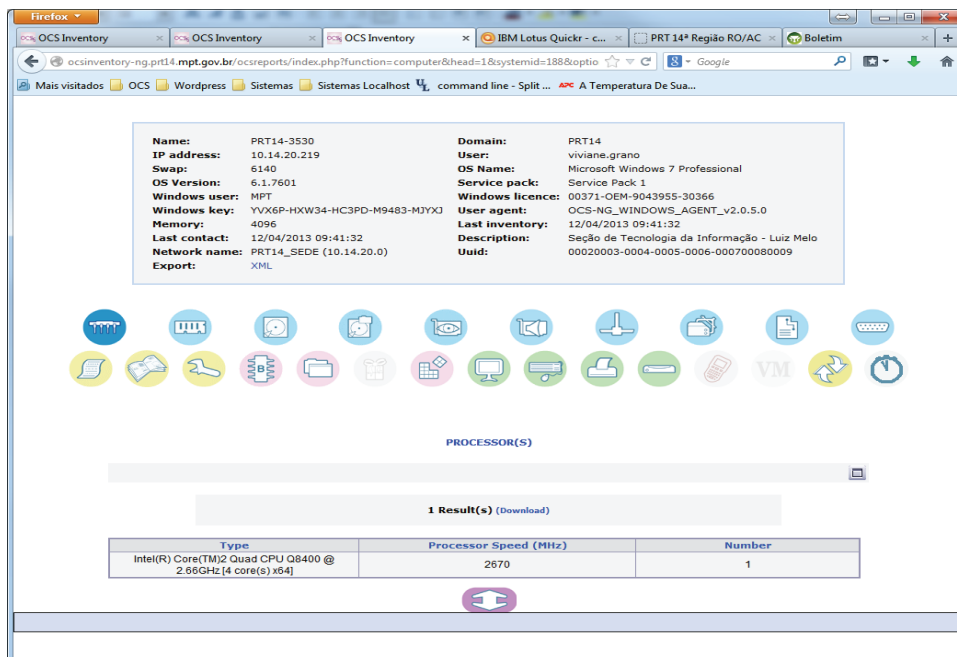 Firefox
OCS Inventory
OCS Inventory
OCS Inventory
IBM Lotus Quickr - c...
PRT 14ª Região RO/AC
Boletim
ocsinventory-ng.prt14.mpt.gov.br/ocsreports/index.php?function=computer&head=1&systemid=188&optio
Google
Mais visitados OCS Wordpress Sistemas Sistemas Localhost command line - Split ... APC A Temperatura De Sua...
Name: PRT14-3530 Domain: PRT14
IP address: 10.14.20.219 User: viviane.grano
Swap: 6140 OS Name: Microsoft Windows 7 Professional
OS Version: 6.1.7601 Service pack: Service Pack 1
Windows user: MPT Windows licence: 00371-OEM-9043955-30366
Windows key: YVX6P-HXW34-HC3PD-M9483-MJYXJ User agent: OCS-NG_WINDOWS_AGENT_v2.0.5.0
Memory: 4096 Last inventory: 12/04/2013 09:41:32
Last contact: 12/04/2013 09:41:32 Description: Seção de Tecnologia da Informação - Luiz Melo
Network name: PRT14_SEDE (10.14.20.0) Uuid: 00020003-0004-0005-0006-000700080009
Export: XML
B
VM
PROCESSOR(S)
1 Result(s) (Download)
Type Processor Speed (MHz) Number
Intel(R) Core(TM)2 Quad CPU Q8400 @
2.66GHz [4 core(s) x64] 2670 1